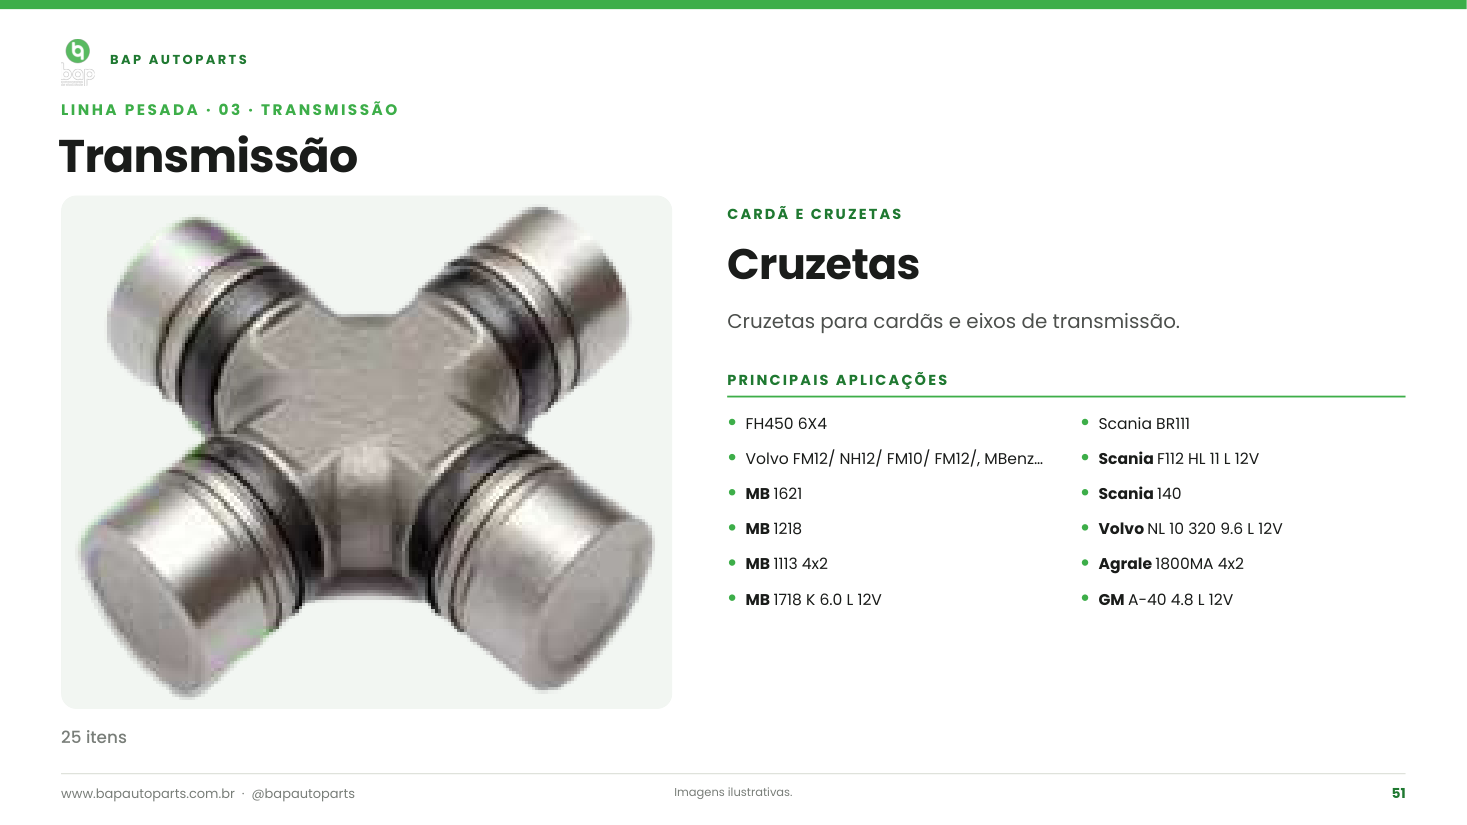 bap
BAP AUTOPARTS
LINHA PESADA · 03 · TRANSMISSÃO
Transmissão
CARDÃ E CRUZETAS
Cruzetas
Cruzetas para cardãs e eixos de transmissão.
PRINCIPAIS APLICAÇÕES
• FH450 6X4
• Volvo FM12/ NH12/ FM10/ FM12/, MBenz…
• MB 1621
• MB 1218
• MB 1113 4x2
• MB 1718 K 6.0 L 12V
• Scania BR111
• Scania F112 HL 11 L 12V
• Scania 140
• Volvo NL 10 320 9.6 L 12V
• Agrale 1800MA 4x2
• GM A-40 4.8 L 12V
25 itens
www.bapautoparts.com.br · @bapautoparts
Imagens ilustrativas.
51